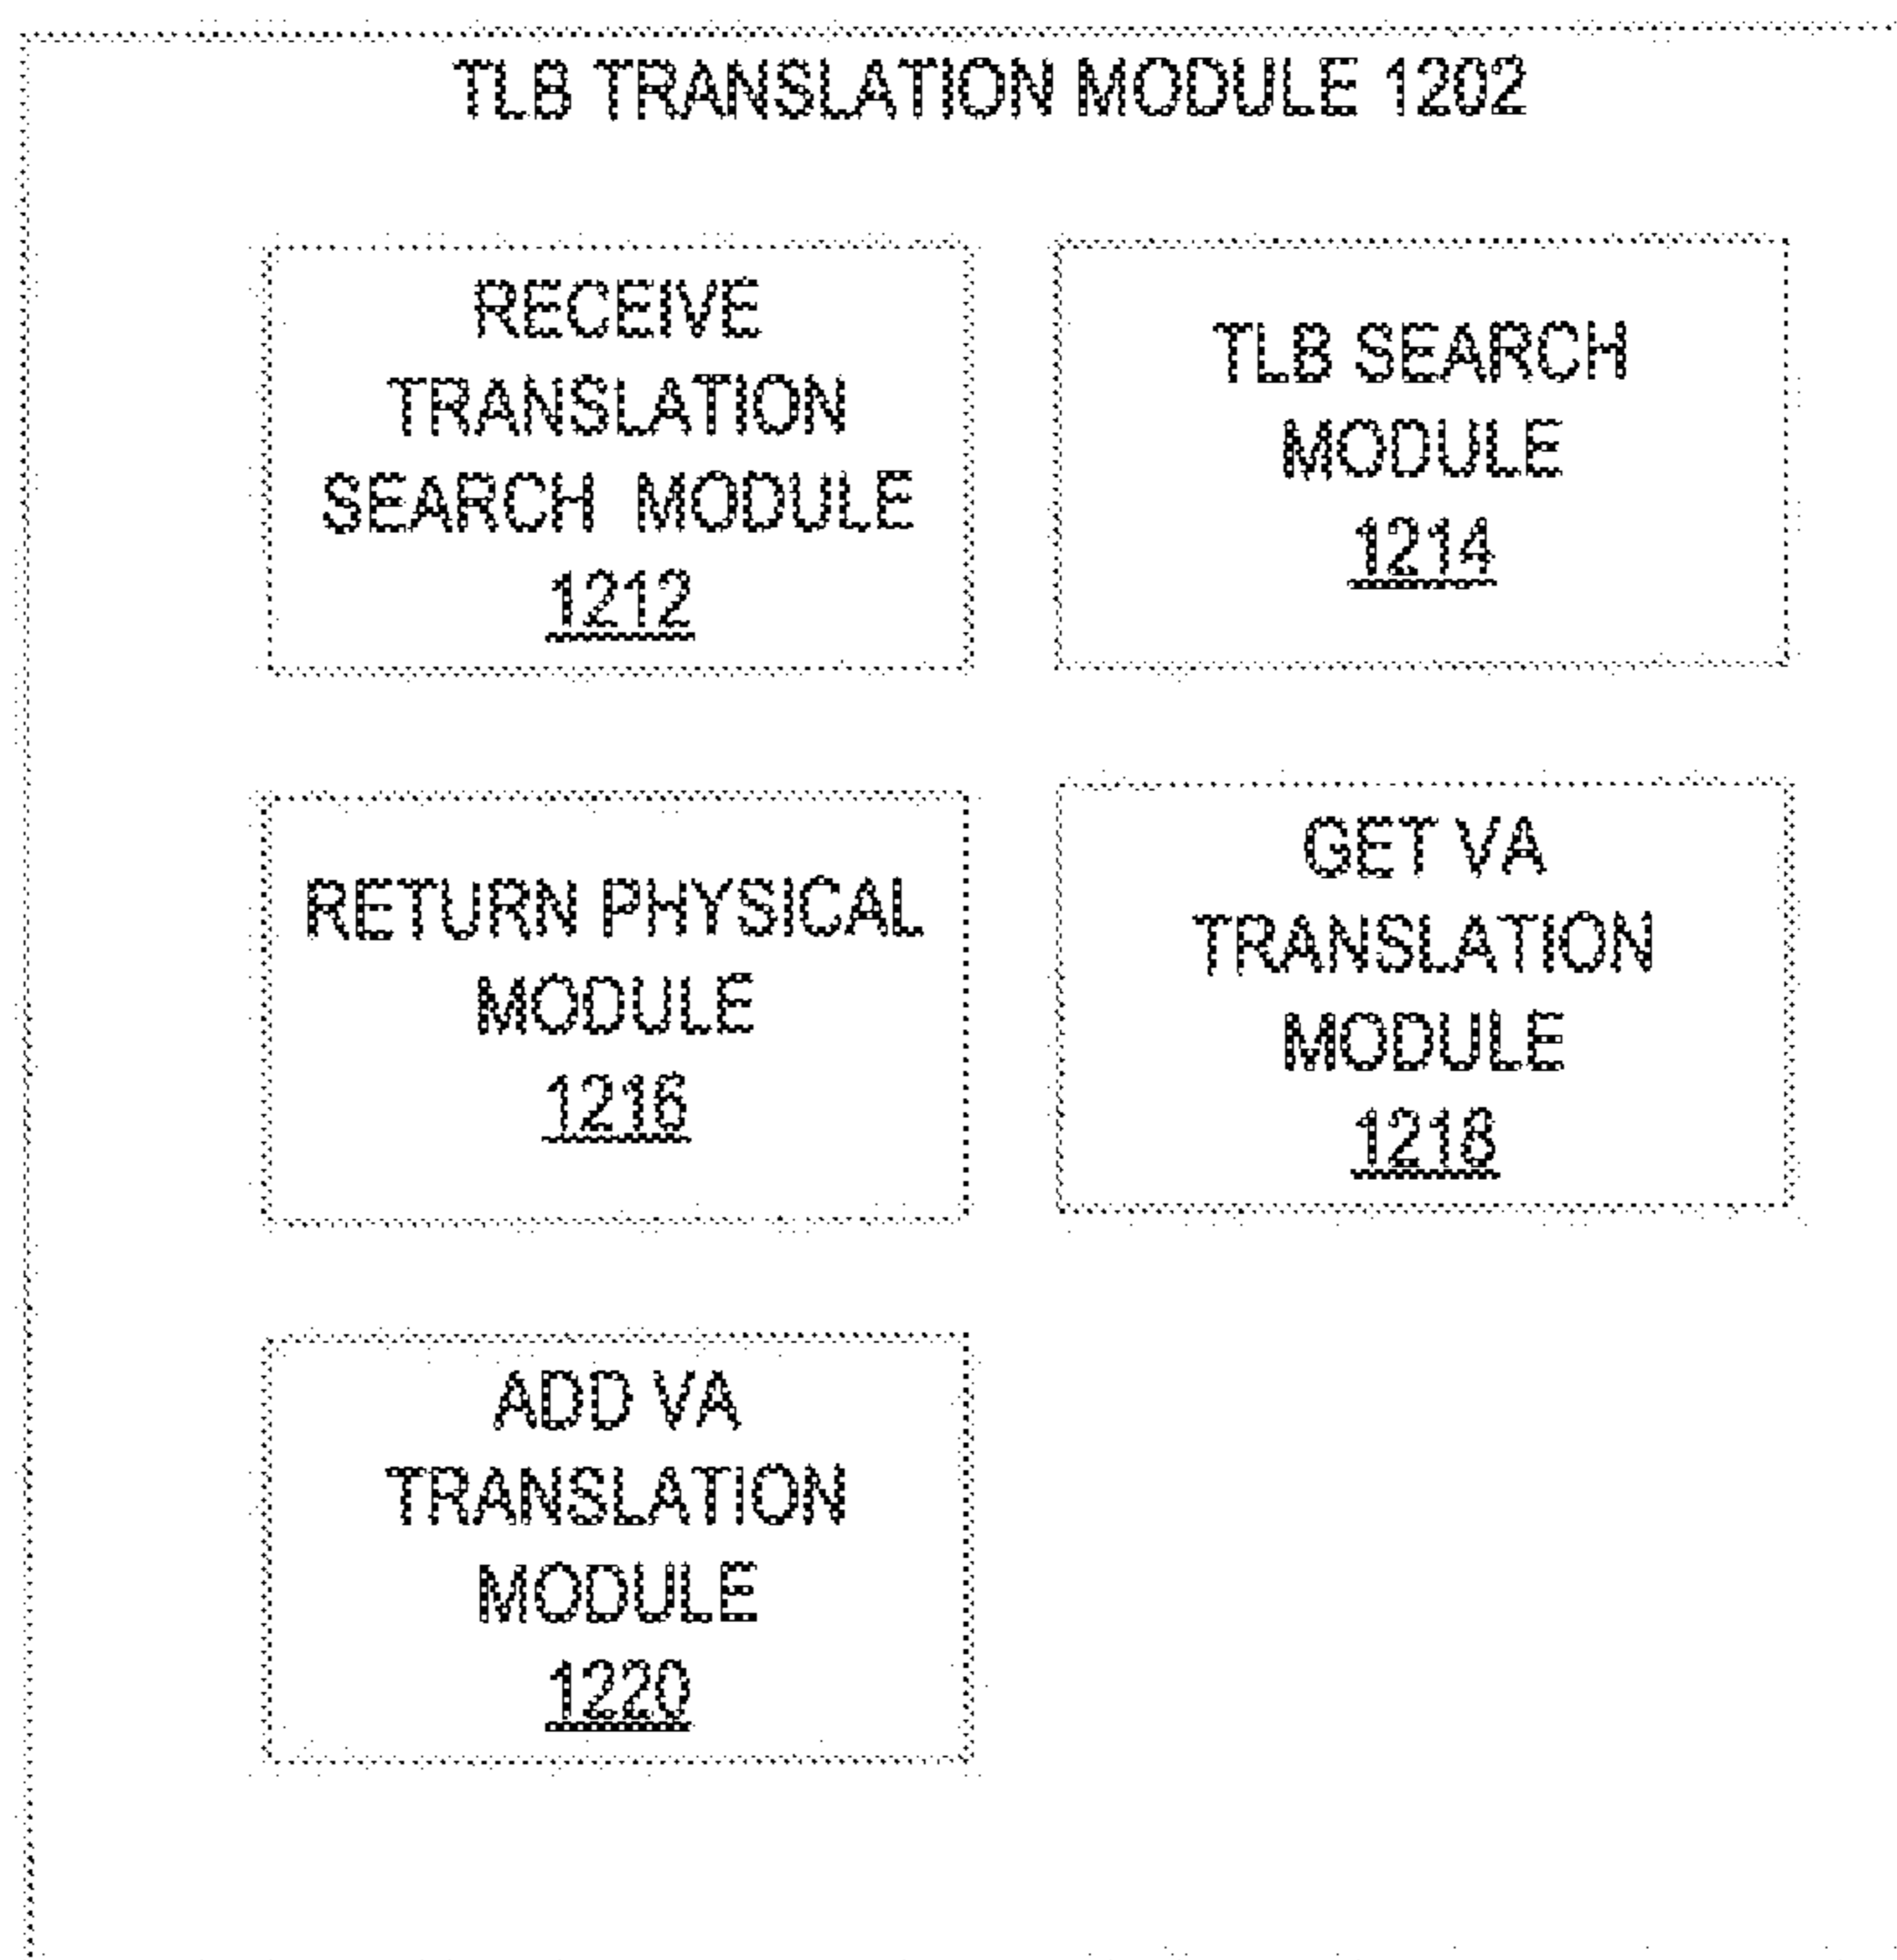 TLB TRANSLATION MODULE 1202
RECEIVE
TRANSLATION
SEARCH MODULE
1212
TLB SEARCH
MODULE
1214
RETURN PHYSICAL
MODULE
1216
GET VA
TRANSLATION
MODULE
1218
ADD VA
TRANSLATION
MODULE
1220